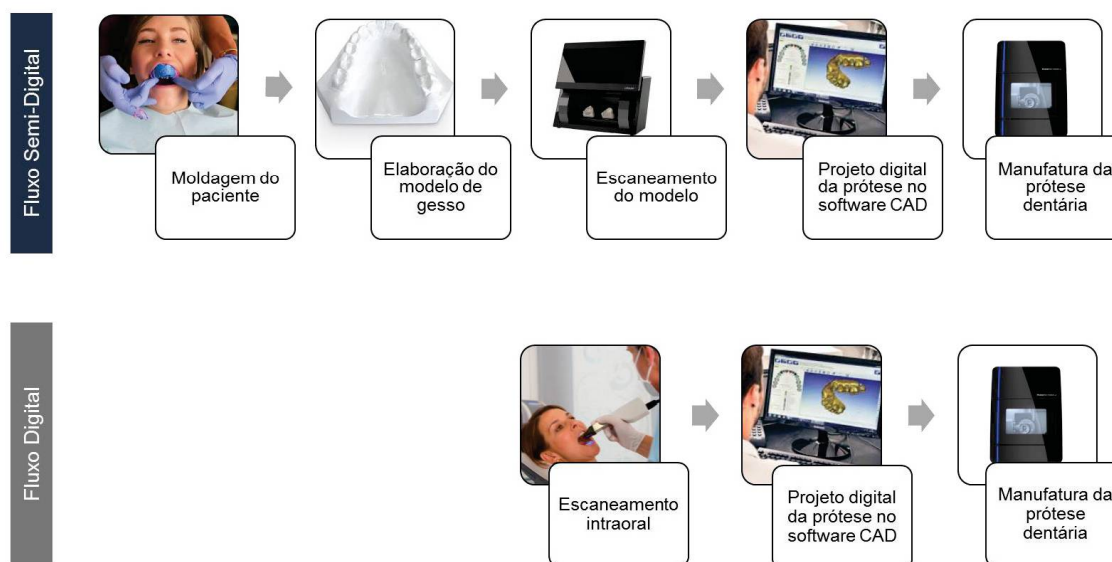 Fluxo Semi-Digital
Moldagem do
paciente
Elaboração do
modelo de
gesso
Escaneamento
do modelo
Projeto digital
da prótese no
software CAD
Manufatura da
prótese
dentária
Fluxo Digital
Escaneamento
intraoral
Projeto digital
da prótese no
software CAD
Manufatura da
prótese
dentária